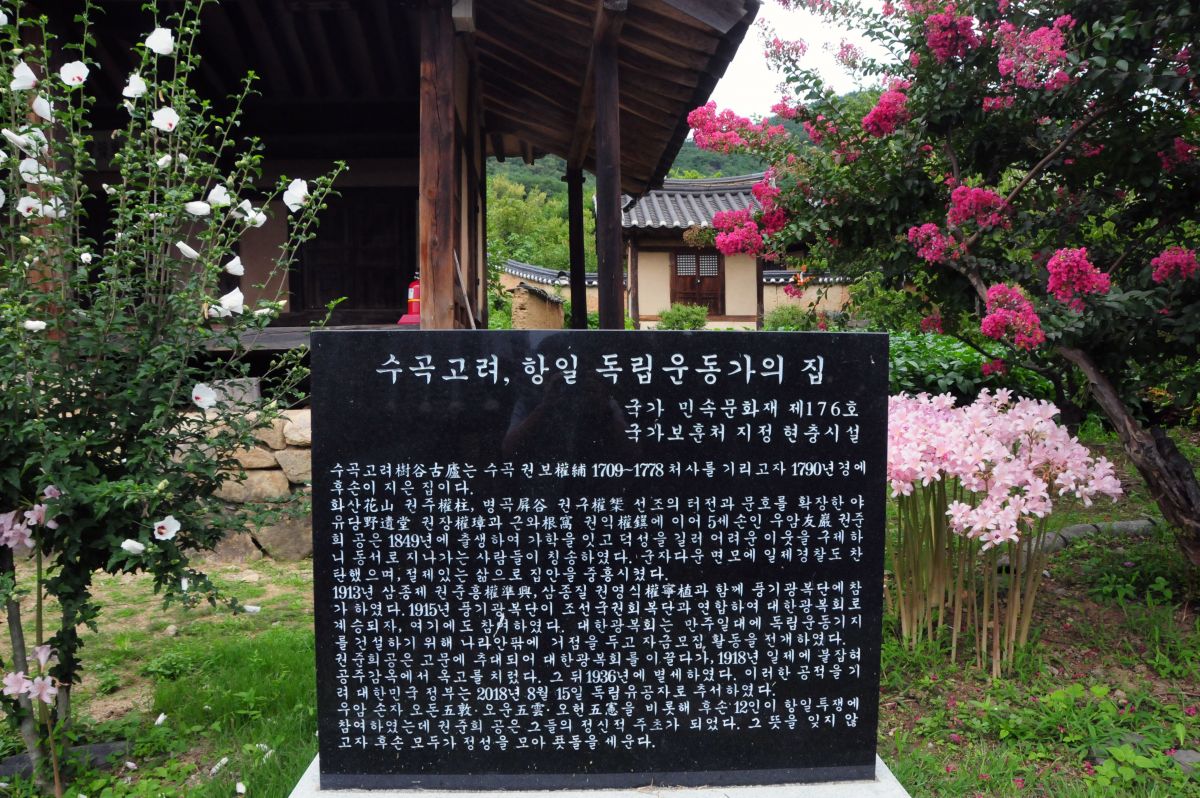 수곡고려, 항일 독립운동가의 집
국가 민속문화재 제176호
국가보훈처 지정 현충시설
수곡고려樹谷古廬는 수곡 권보權補 1709~1778 처사를 기리고자 1790년경에
후손이 지은 집이다.
화산花山 권주權柱, 병곡屛谷 권구權榘 선조의 터전과 문호를 확장한 야
유당野遺堂 권장權璋과 근와根窩 권익權 에 이어 5세손인 우암友巖 권준
희 공은 1849년에 출생하여 가학을 잇고 덕성을 길러 어려운 이웃을 구제하
니 동서로 지나가는 사람들이 칭송하였다. 군자다운 면모에 일제경찰도 찬
탄했으며, 절제있는 삶으로 집안을 중흥시켰다.
1913년 삼종제 권준흥權準興, 삼종질 권영식權寧植과 함께 풍기광복단에 참
가 하였다. 1915년 풍기광복단이 조선국권회복단과 연합하여 대한광복회로
계승되자, 여기에도 참여하였다. 대한광복회는 만주일대에 독립운동기지
를 건설하기 위해 나라안팎에 거점을 두고 자금모집 활동을 전개하였다.
권준희 공은 고문에 추대되어 대한광복회를 이끌다가, 1918년 일제에 붙잡혀
공주감옥에서 옥고를 치렀다. 그 뒤 1936년에 별세하였다. 이러한 공적을 기
려 대한민국 정부는 2018년 8월 15일 독립유공자로 추서하였다.
우암 손자 오돈五敦·오운五雲·오헌五憲을 비롯해 후손 12인이 항일투쟁에
참여하였는데 권준희 공은 그들의 정신적 주초가 되었다. 그 뜻을 잊지 않
고자 후손 모두가 정성을 모아 푯돌을 세운다.